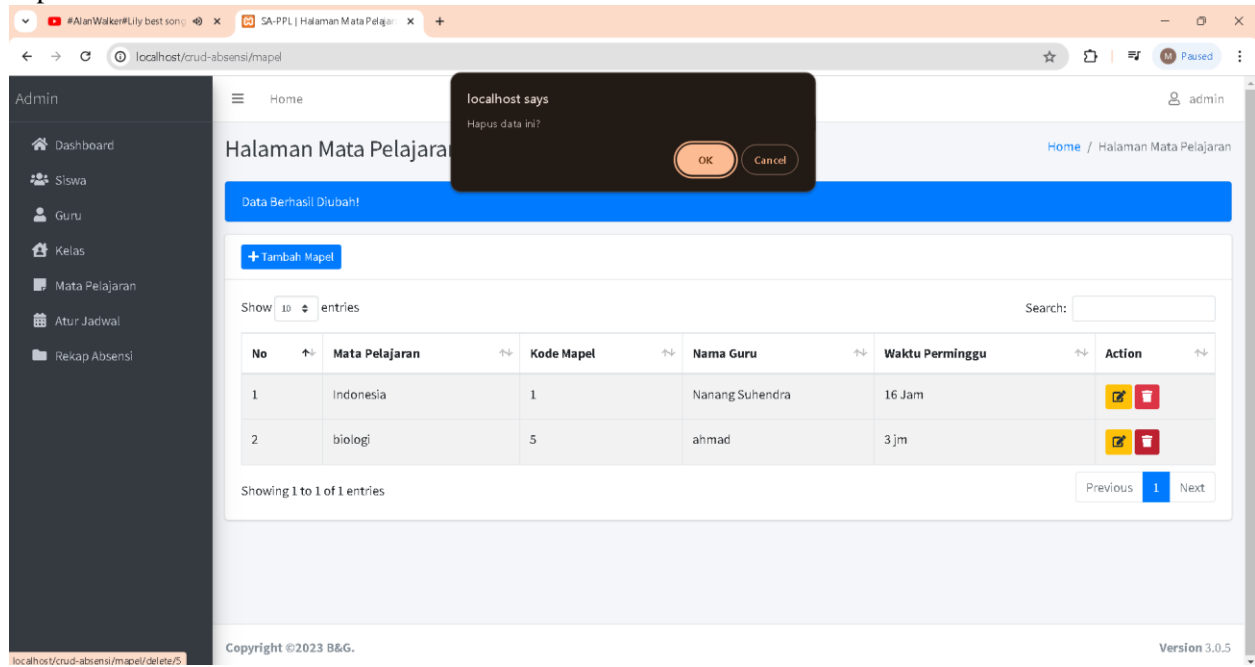 #AlanWalker#Lily best song
SA-PPL | Halaman Mata Pelajar
localhost/crud-absensi/mapel
M Paused
Admin
Home
admin
localhost says
Hapus data ini?
OK
Cancel
Halaman Mata Pelajara
Home / Halaman Mata Pelajaran
Dashboard
Siswa
Guru
Kelas
Mata Pelajaran
Atur Jadwal
Rekap Absensi
Data Berhasil Diubah!
+ Tambah Mapel
Show 10 entries
Search:
No Mata Pelajaran Kode Mapel Nama Guru Waktu Perminggu Action
1 Indonesia 1 Nanang Suhendra 16 Jam
2 biologi 5 ahmad 3 jm
Showing 1 to 1 of 1 entries
Previous 1 Next
Copyright ©2023 B&G.
Version 3.0.5
localhost/crud-absensi/mapel/delete/5